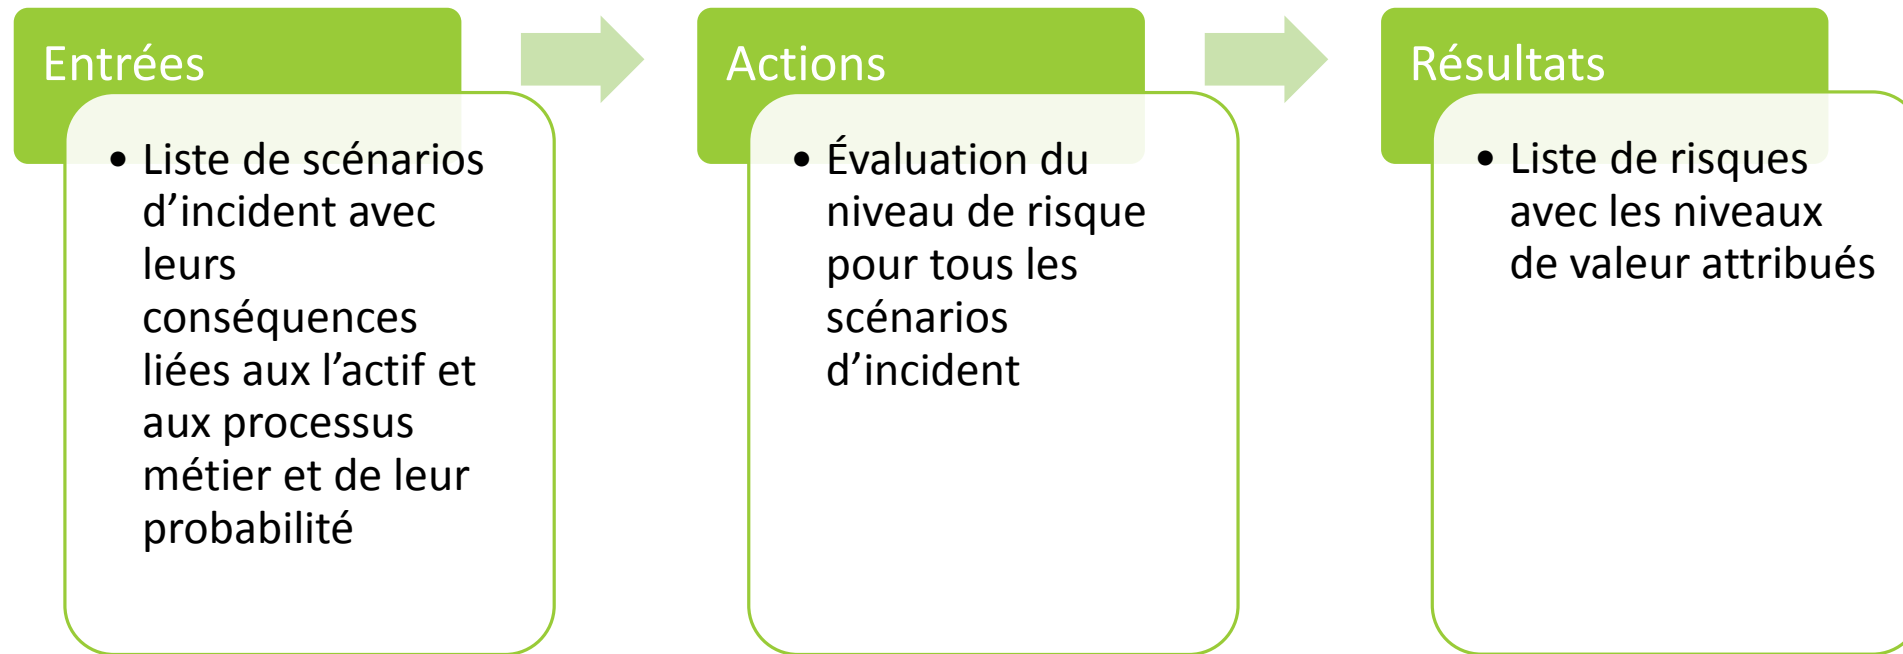 Entrées
• Liste de scénarios
d’incident avec
leurs
conséquences
liées aux l’actif et
aux processus
métier et de leur
probabilité
Actions
• Évaluation du
niveau de risque
pour tous les
scénarios
d’incident
Résultats
• Liste de risques
avec les niveaux
de valeur attribués